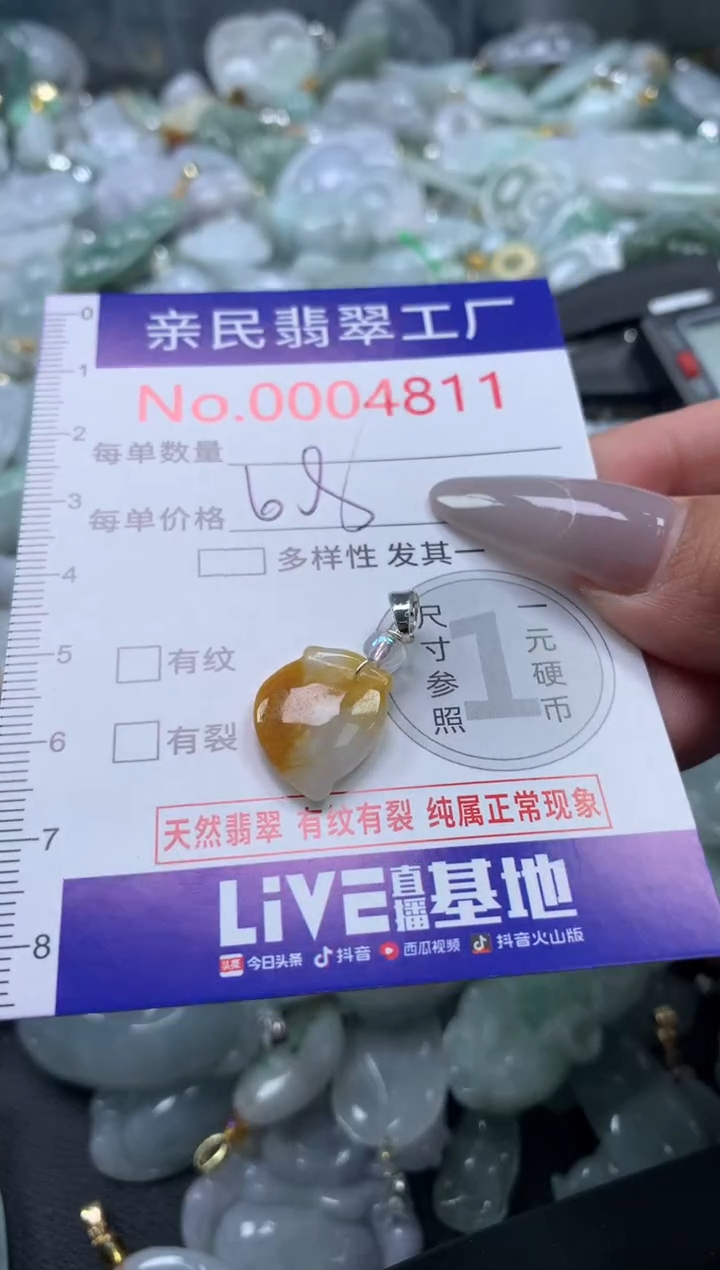 0
亲民翡翠工厂
1
No.0004811
2
每单数量
3
每单价格 68
4
多样性 发其一
尺寸参照 1 一元硬币
5
有纹
6
有裂
天然翡翠 有纹有裂 纯属正常现象
7
LiVE直播基地
头条 今日头条 抖音 西瓜视频 抖音火山版
8